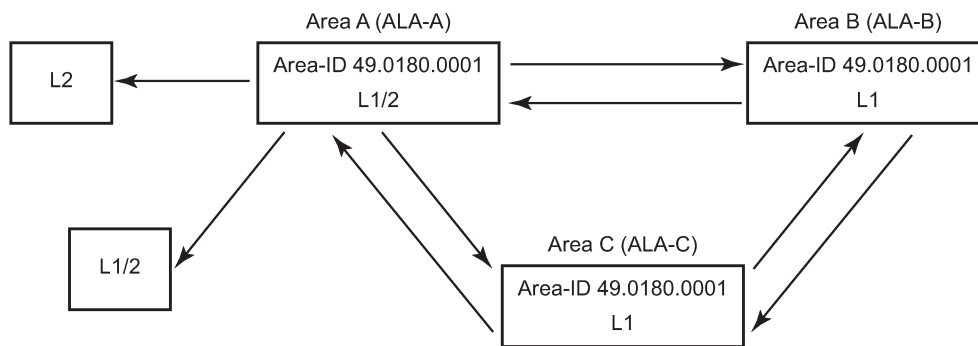 Area A (ALA-A)
Area B (ALA-B)
L2
Area-ID 49.0180.0001
L1/2
Area-ID 49.0180.0001
L1
L1/2
Area C (ALA-C)
Area-ID 49.0180.0001
L1